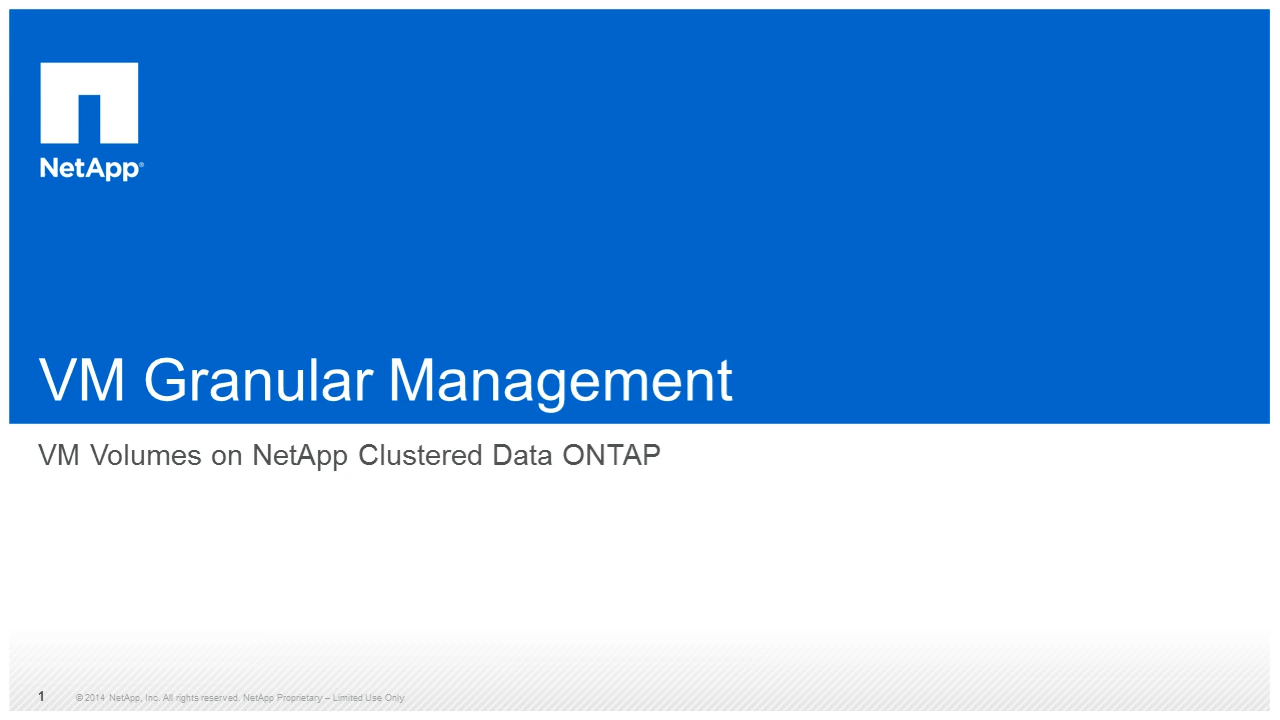 NetApp®
VM Granular Management
VM Volumes on NetApp Clustered Data ONTAP
1 © 2014 NetApp, Inc. All rights reserved. NetApp Proprietary – Limited Use Only